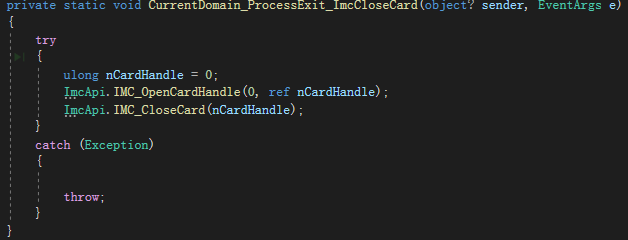 private static void CurrentDomain_ProcessExit_ImcCloseCard(object? sender, EventArgs e)
{
try
{
ulong nCardHandle = 0;
ImcApi.IMC_OpenCardHandle(0, ref nCardHandle);
ImcApi.IMC_CloseCard(nCardHandle);
}
catch (Exception)
{
throw;
}
}